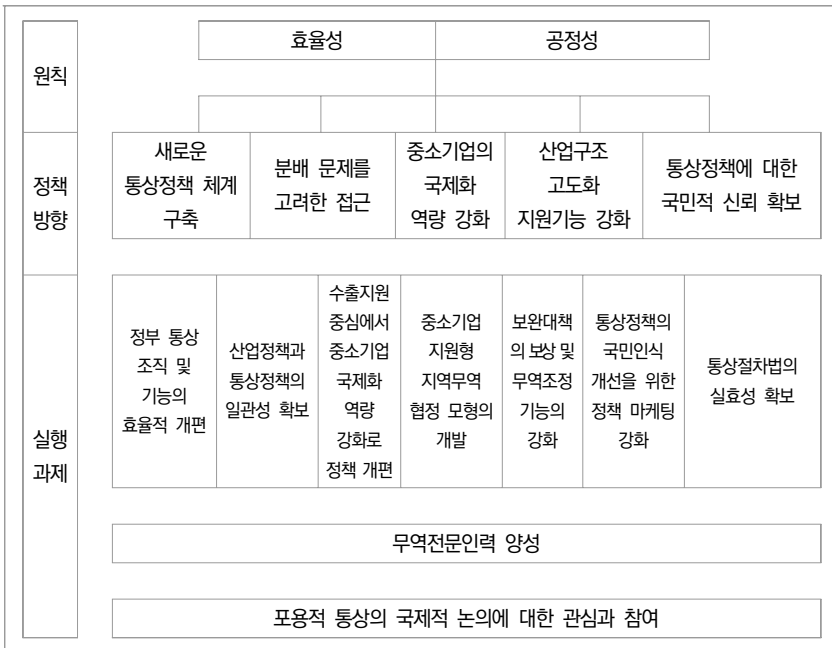 원칙
효율성
공정성
정책
방향
새로운
통상정책 체계
구축
분배 문제를
고려한 접근
중소기업의
국제화
역량 강화
산업구조
고도화
지원기능 강화
통상정책에 대한
국민적 신뢰 확보
실행
과제
정부 통상
조직 및
기능의
효율적 개편
산업정책과
통상정책의
일관성 확보
수출지원
중심에서
중소기업
국제화
역량
강화로
정책 개편
중소기업
지원형
지역무역
협정 모형의
개발
보완대책
의 보상 및
무역조정
기능의
강화
통상정책의
국민인식
개선을 위한
정책 마케팅
강화
통상절차법의
실효성 확보
무역전문인력 양성
포용적 통상의 국제적 논의에 대한 관심과 참여